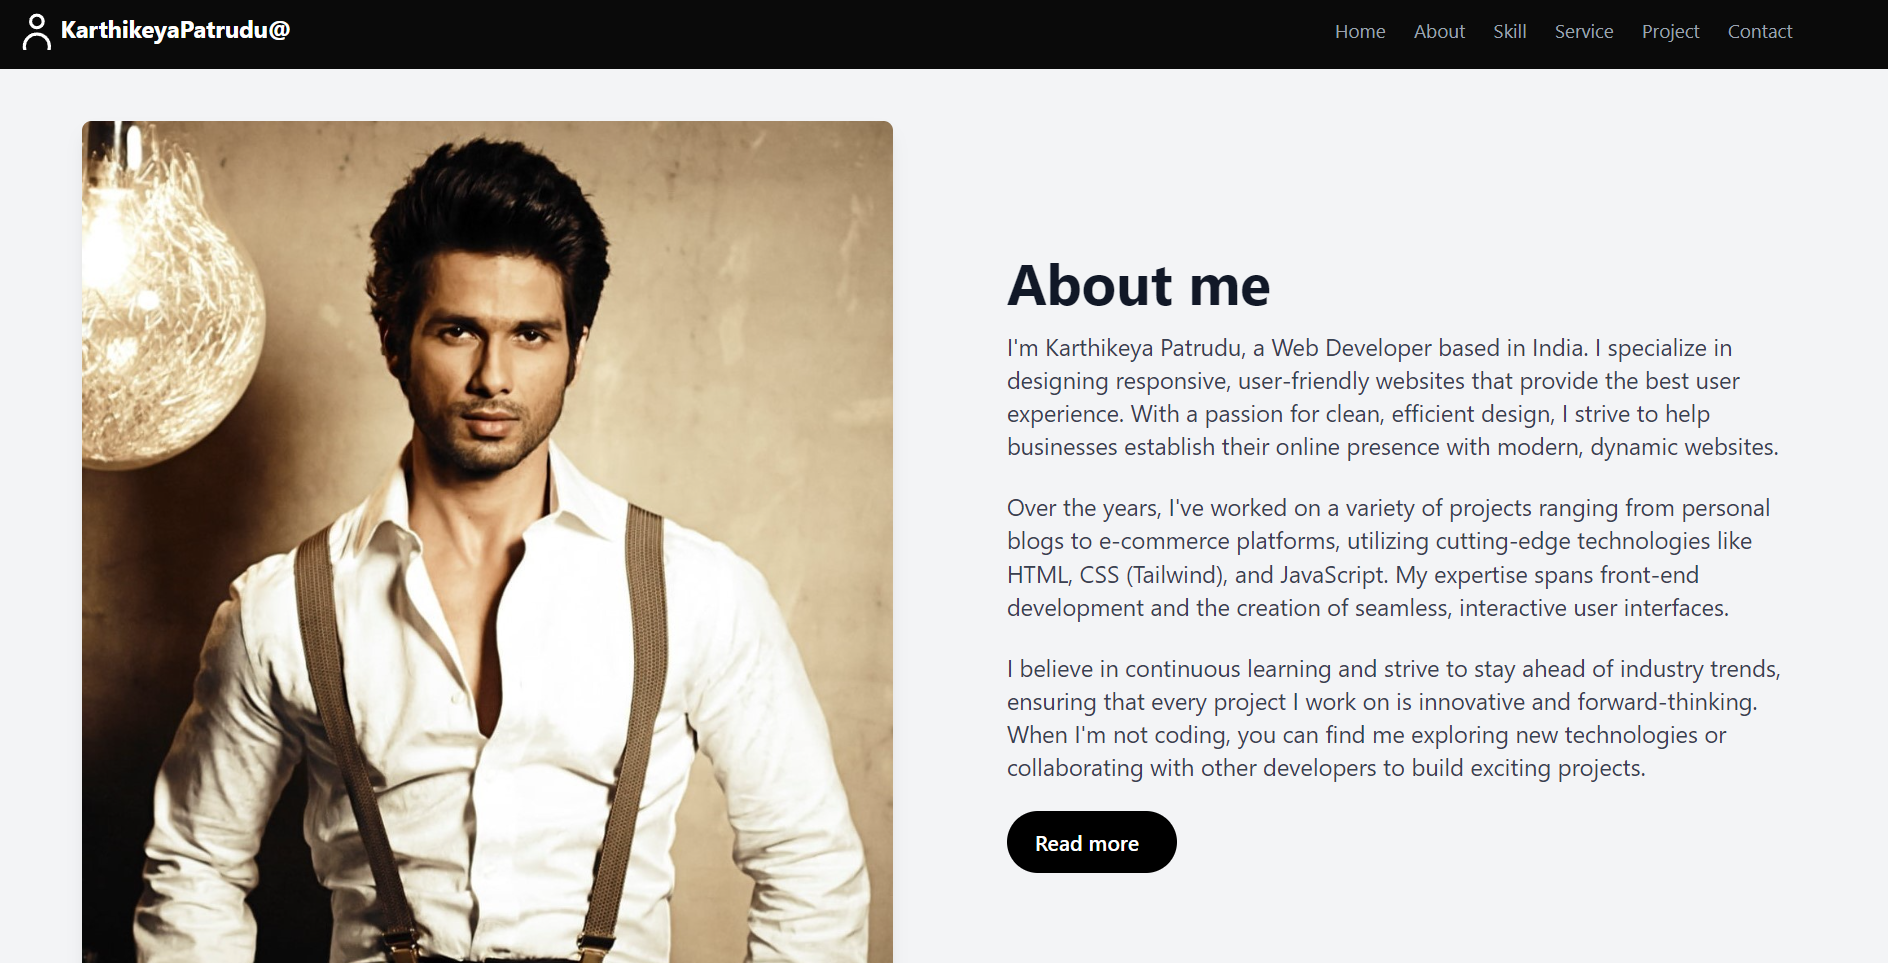 KarthikeyaPatrudu@
Home About Skill Service Project Contact
About me
I'm Karthikeya Patrudu, a Web Developer based in India. I specialize in
designing responsive, user-friendly websites that provide the best user
experience. With a passion for clean, efficient design, I strive to help
businesses establish their online presence with modern, dynamic websites.
Over the years, I've worked on a variety of projects ranging from personal
blogs to e-commerce platforms, utilizing cutting-edge technologies like
HTML, CSS (Tailwind), and JavaScript. My expertise spans front-end
development and the creation of seamless, interactive user interfaces.
I believe in continuous learning and strive to stay ahead of industry trends,
ensuring that every project I work on is innovative and forward-thinking.
When I'm not coding, you can find me exploring new technologies or
collaborating with other developers to build exciting projects.
Read more